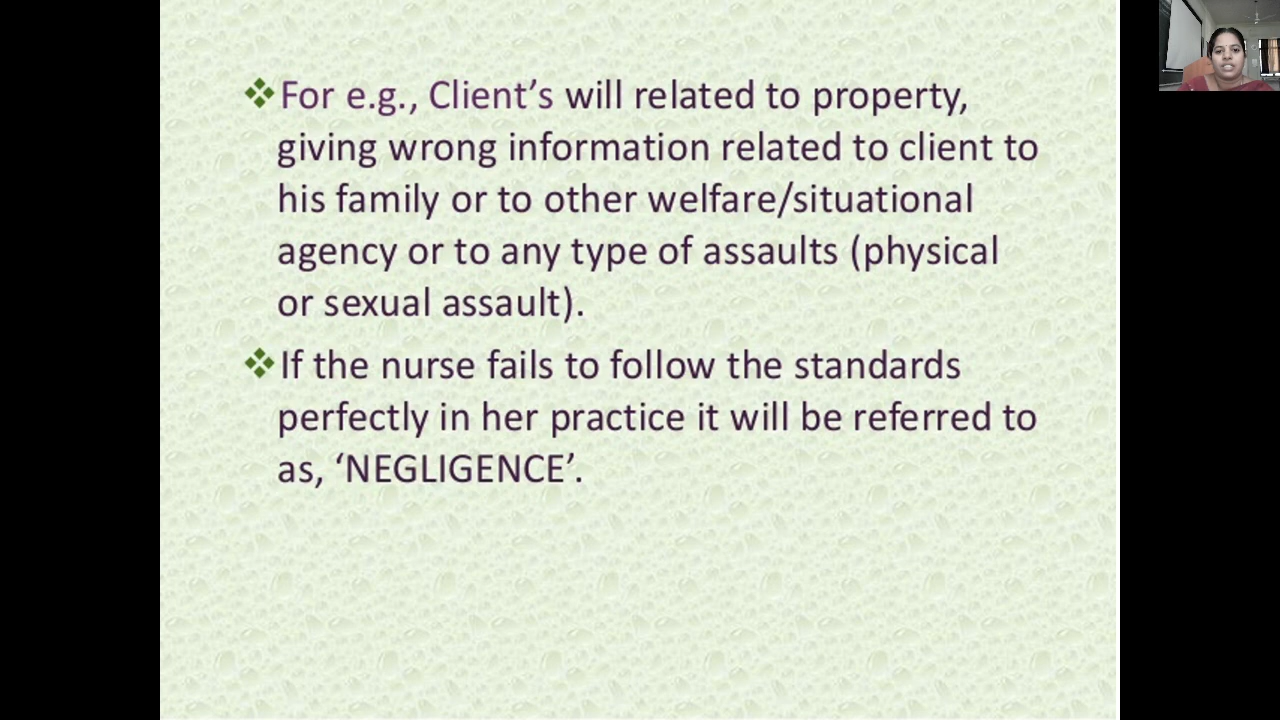 For e.g., Client’s will related to property,
giving wrong information related to client to
his family or to other welfare/situational
agency or to any type of assaults (physical
or sexual assault).
If the nurse fails to follow the standards
perfectly in her practice it will be referred to
as, ‘NEGLIGENCE’.